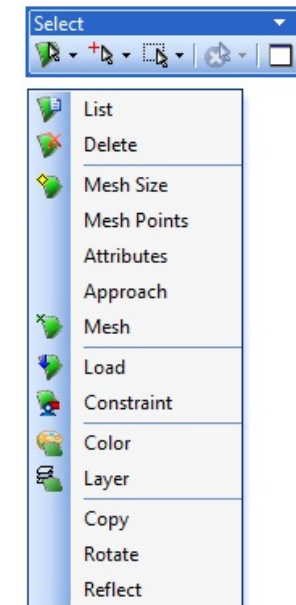 Select
List
Delete
Mesh Size
Mesh Points
Attributes
Approach
Mesh
Load
Constraint
Color
Layer
Copy
Rotate
Reflect